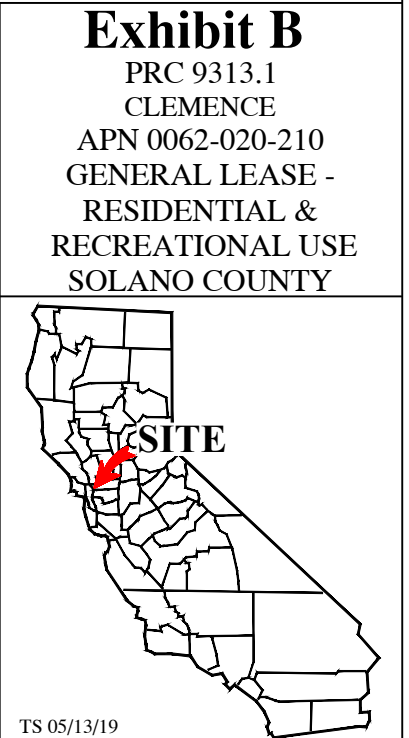 Exhibit B
PRC 9313.1
CLEMENCE
APN 0062-020-210
GENERAL LEASE -
RESIDENTIAL &
RECREATIONAL USE
SOLANO COUNTY
SITE
TS 05/13/19